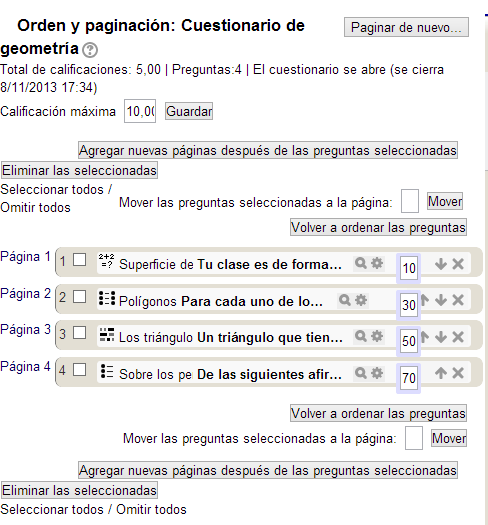 Orden y paginación: Cuestionario de
geometría
Paginar de nuevo...
Total de calificaciones: 5,00 | Preguntas:4 | El cuestionario se abre (se cierra
8/11/2013 17:34)
Calificación máxima 10,00 Guardar
Agregar nuevas páginas después de las preguntas seleccionadas
Eliminar las seleccionadas
Seleccionar todos /
Omitir todos
Mover las preguntas seleccionadas a la página: Mover
Volver a ordenar las preguntas
Página 1 1 2+2 =? Superficie de Tu clase es de forma... 10
Página 2 2 Polígonos Para cada uno de lo... 30
Página 3 3 Los triángulo Un triángulo que tien... 50
Página 4 4 Sobre los pe De las siguientes afir... 70
Volver a ordenar las preguntas
Mover las preguntas seleccionadas a la página: Mover
Agregar nuevas páginas después de las preguntas seleccionadas
Eliminar las seleccionadas
Seleccionar todos / Omitir todos